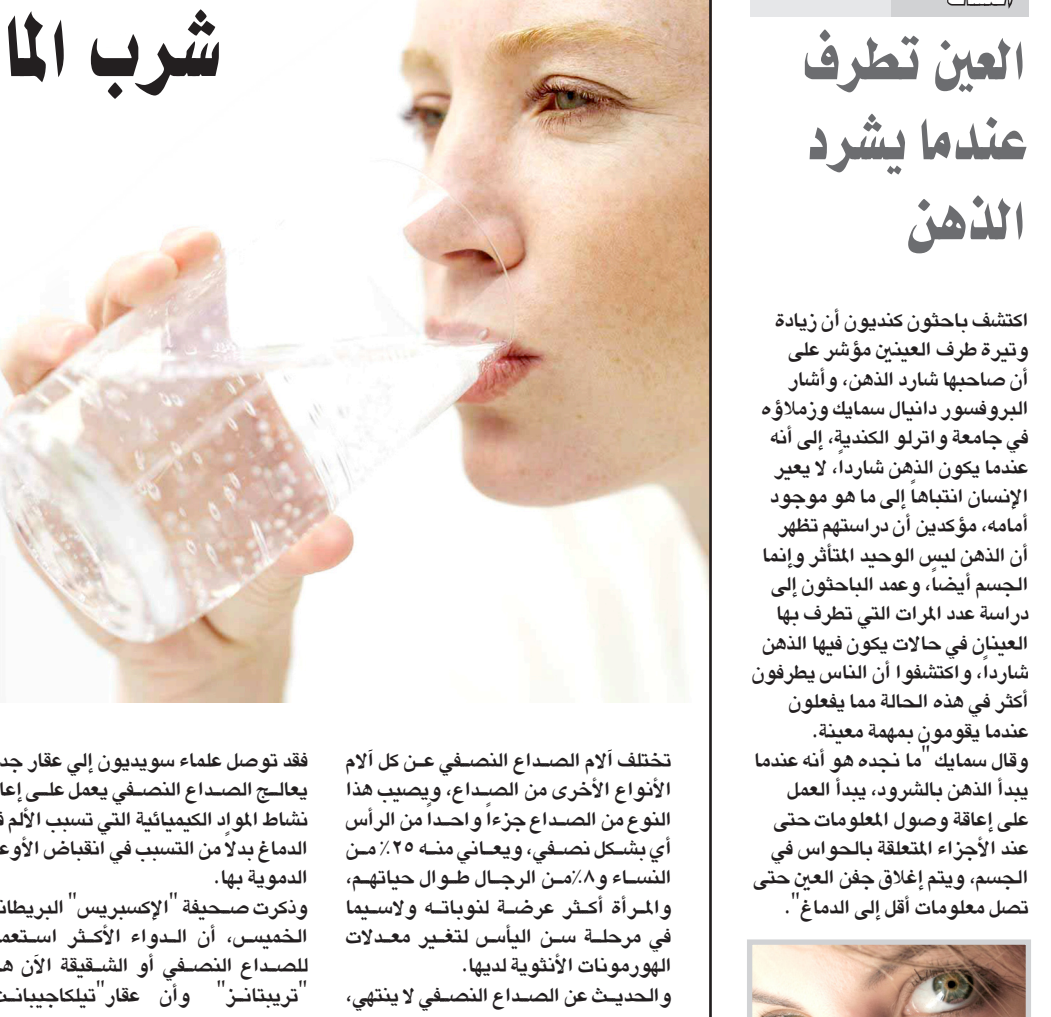 العين تطرف
عندما يشرد
الذهن
اكتشف باحثون كنديون أن زيادة
وتيرة طرف العينين مؤشر على
أن صاحبها شارد الذهن، وأشار
البروفسور دانيال سمايك وزملاؤه
في جامعة واترلو الكندية، إلى أنه
عندما يكون الذهن شارداً، لا يعير
الإنسان انتباهاً إلى ما هو موجود
أمامه، مؤكدين أن دراستهم تظهر
أن الذهن ليس الوحيد المتأثر وإنما
الجسم أيضاً، وعمد الباحثون إلى
دراسة عدد المرات التي تطرف بها
العينان في حالات يكون فيها الذهن
شارداً، واكتشفوا أن الناس يطرفون
أكثر في هذه الحالة مما يفعلون
عندما يقومون بمهمة معينة.
وقال سمايك "ما نجده هو أنه عندما
يبدأ الذهن بالشرود، يبدأ العمل
على إعاقة وصول المعلومات حتى
عند الأجزاء المتعلقة بالحواس في
الجسم، ويتم إغلاق جفن العين حتى
تصل معلومات أقل إلى الدماغ".
شرب الما
تختلف آلام الصداع النصفي عن كل آلام
الأنواع الأخرى من الصداع، ويصيب هذا
النوع من الصداع جزءاً واحداً من الرأس
أي بشكل نصفي، ويعاني منه ٢٥٪ من
النساء و٨٪من الرجال طوال حياتهم،
والمرأة أكثر عرضة لنوباته ولاسيما
في مرحلة سن اليأس لتغير معدلات
الهورمونات الأنثوية لديها.
والحديث عن الصداع النصفي لا ينتهي،
فقد توصل علماء سويديون إلي عقار جد
يعالج الصداع النصفي يعمل على إعا
نشاط المواد الكيميائية التي تسبب الألم ف
الدماغ بدلاً من التسبب في انقباض الأوع
الدموية بها.
وذكرت صحيفة "الإكسبريس" البريطان
الخميس، أن الدواء الأكثر استعم
للصداع النصفي أو الشقيقة الآن ه
"تريبتانز" وأن عقار"تيلكاجيبانت